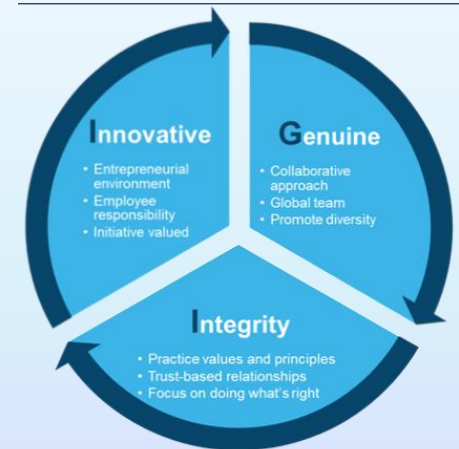 Innovative
• Entrepreneurial
environment
• Employee
responsibility
• Initiative valued
Genuine
• Collaborative
approach
• Global team
• Promote diversity
Integrity
• Practice values and principles
• Trust-based relationships
• Focus on doing what's right